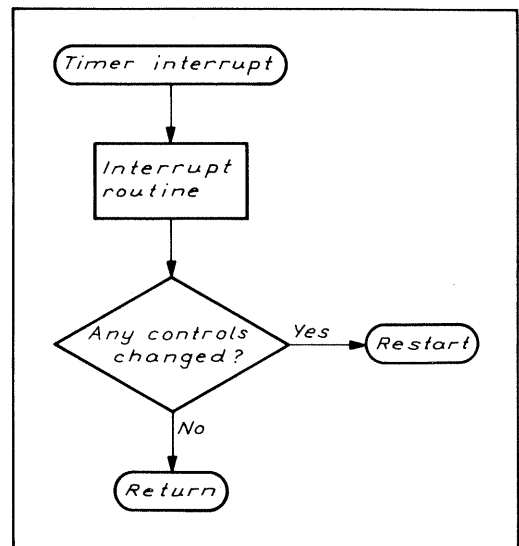 Timer interrupt
Interrupt
routine
Any controls
changed?
Yes
Restart
No
Return